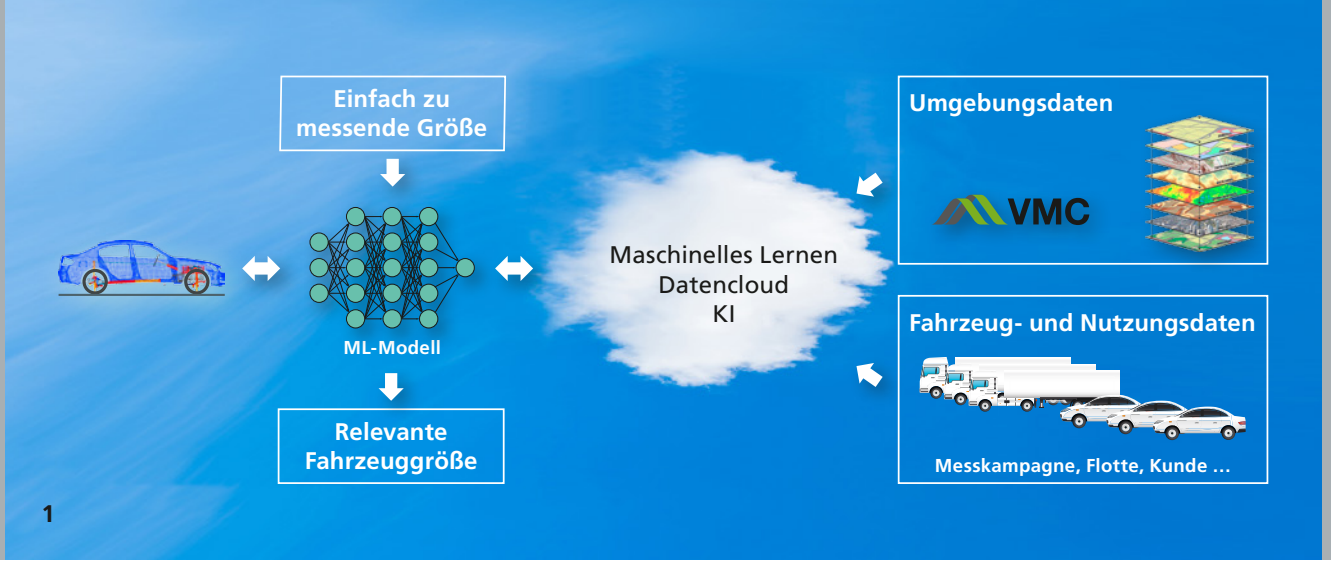 Einfach zu
messende Größe
ML-Modell
Relevante
Fahrzeuggröße
Maschinelles Lernen
Datencloud
KI
Umgebungsdaten
VMC
Fahrzeug- und Nutzungsdaten
Messkampagne, Flotte, Kunde ...
1